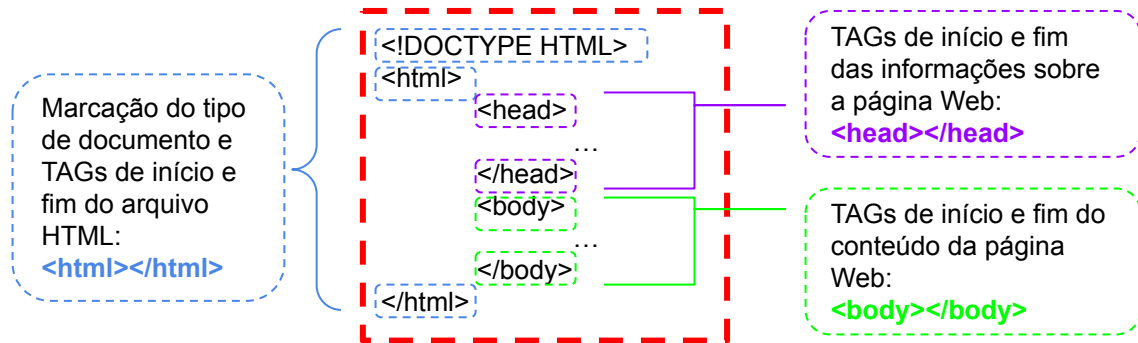 Marcação do tipo
de documento e
TAGs de início e
fim do arquivo
HTML:
<html></html>
<!DOCTYPE HTML>
<html>
<head>
...
</head>
<body>
...
</body>
</html>
TAGs de início e fim
das informações sobre
a página Web:
<head></head>
TAGs de início e fim do
conteúdo da página
Web:
<body></body>